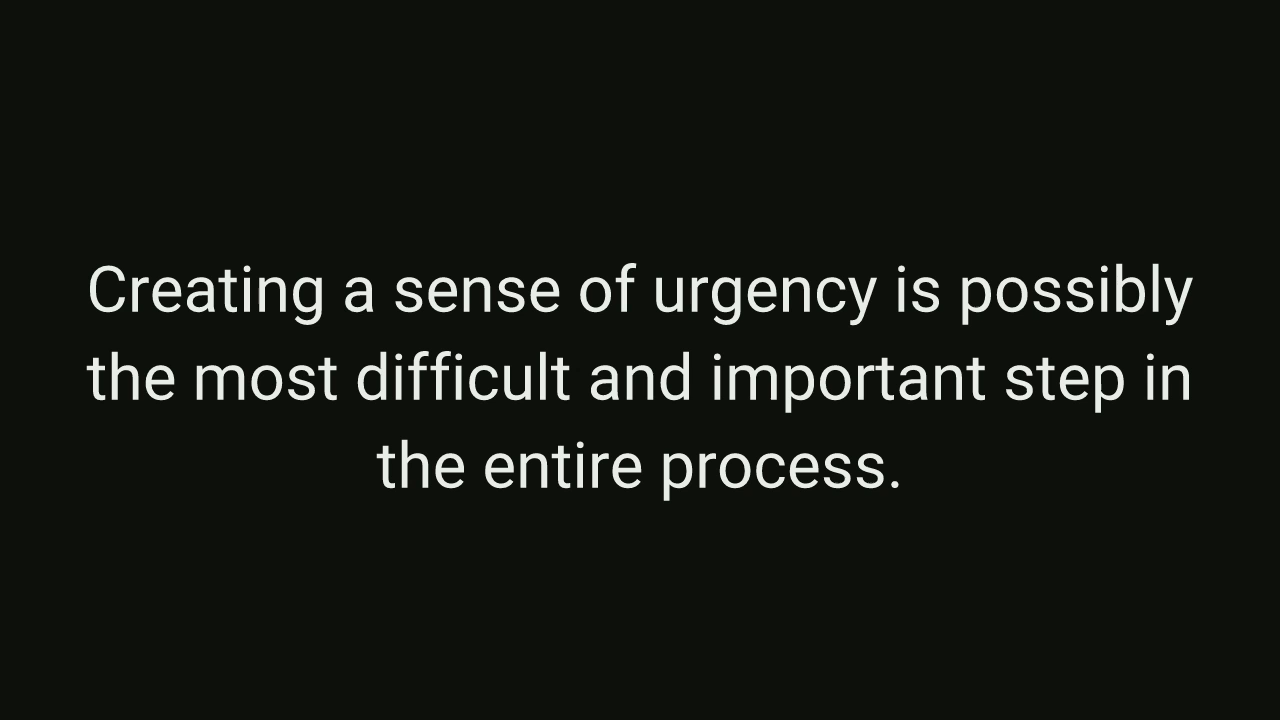 Creating a sense of urgency is possibly
the most difficult and important step in
the entire process.